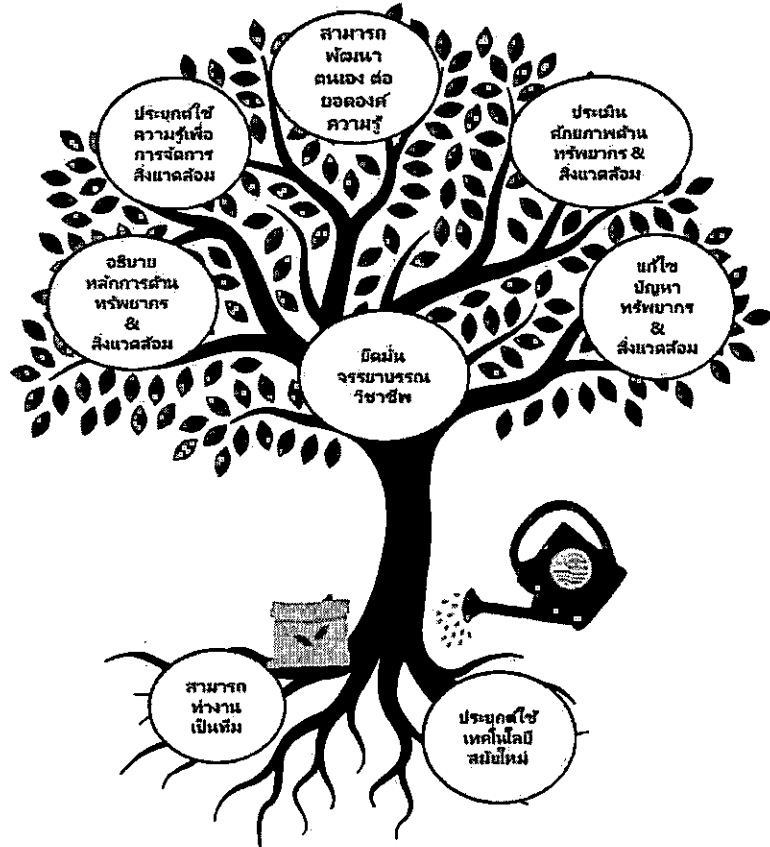 สามารถ
พัฒนา
ตนเอง ต่อ
ยอดองค์
ความรู้
ประยุกต์ใช้
ความรู้เพื่อ
การจัดการ
สิ่งแวดล้อม
ประเมิน
ศักยภาพด้าน
ทรัพยากร &
สิ่งแวดล้อม
อธิบาย
หลักการด้าน
ทรัพยากร
&
สิ่งแวดล้อม
แก้ไข
ปัญหา
ทรัพยากร
&
สิ่งแวดล้อม
ยึดมั่น
จรรยาบรรณ
วิชาชีพ
สามารถ
ทำงาน
เป็นทีม
ประยุกต์ใช้
เทคโนโลยี
สมัยใหม่